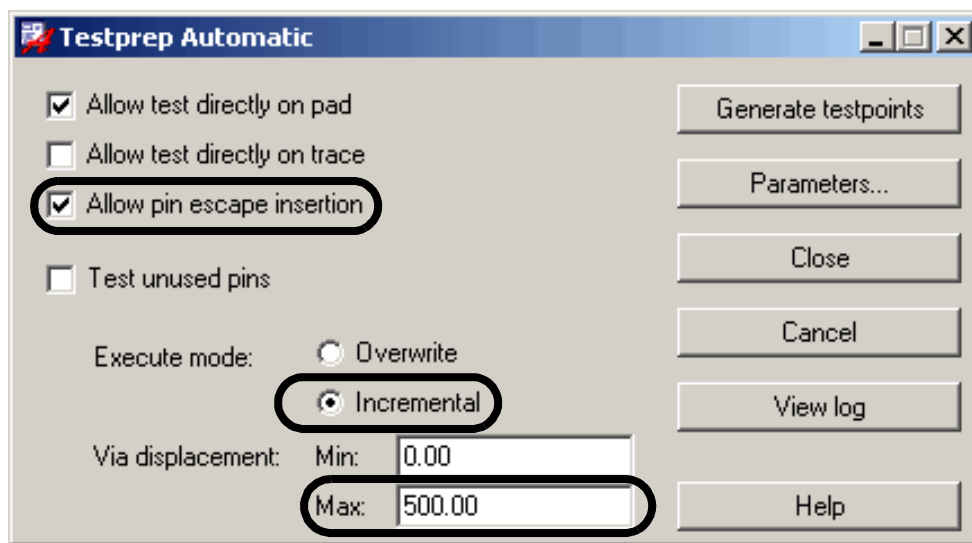 Testprep Automatic
Allow test directly on pad
Allow test directly on trace
Allow pin escape insertion
Test unused pins
Execute mode:
Overwrite
Incremental
Via displacement:
Min: 0.00
Max: 500.00
Generate testpoints
Parameters...
Close
Cancel
View log
Help